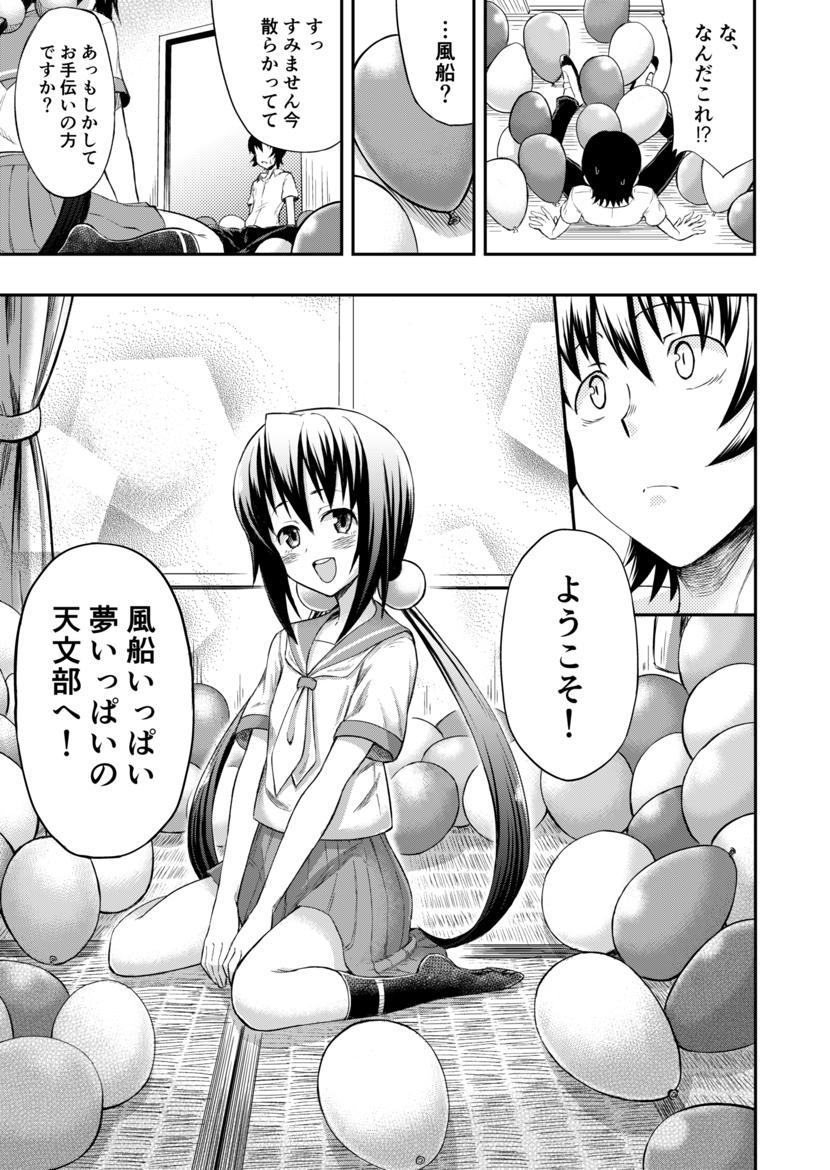 な、
なんだこれ!?
…風船？
すっ
すみません今
散らかってて
あっもしかして
お手伝いの方
ですか？
ようこそ！
風船いっぱい
夢いっぱいの
天文部へ！